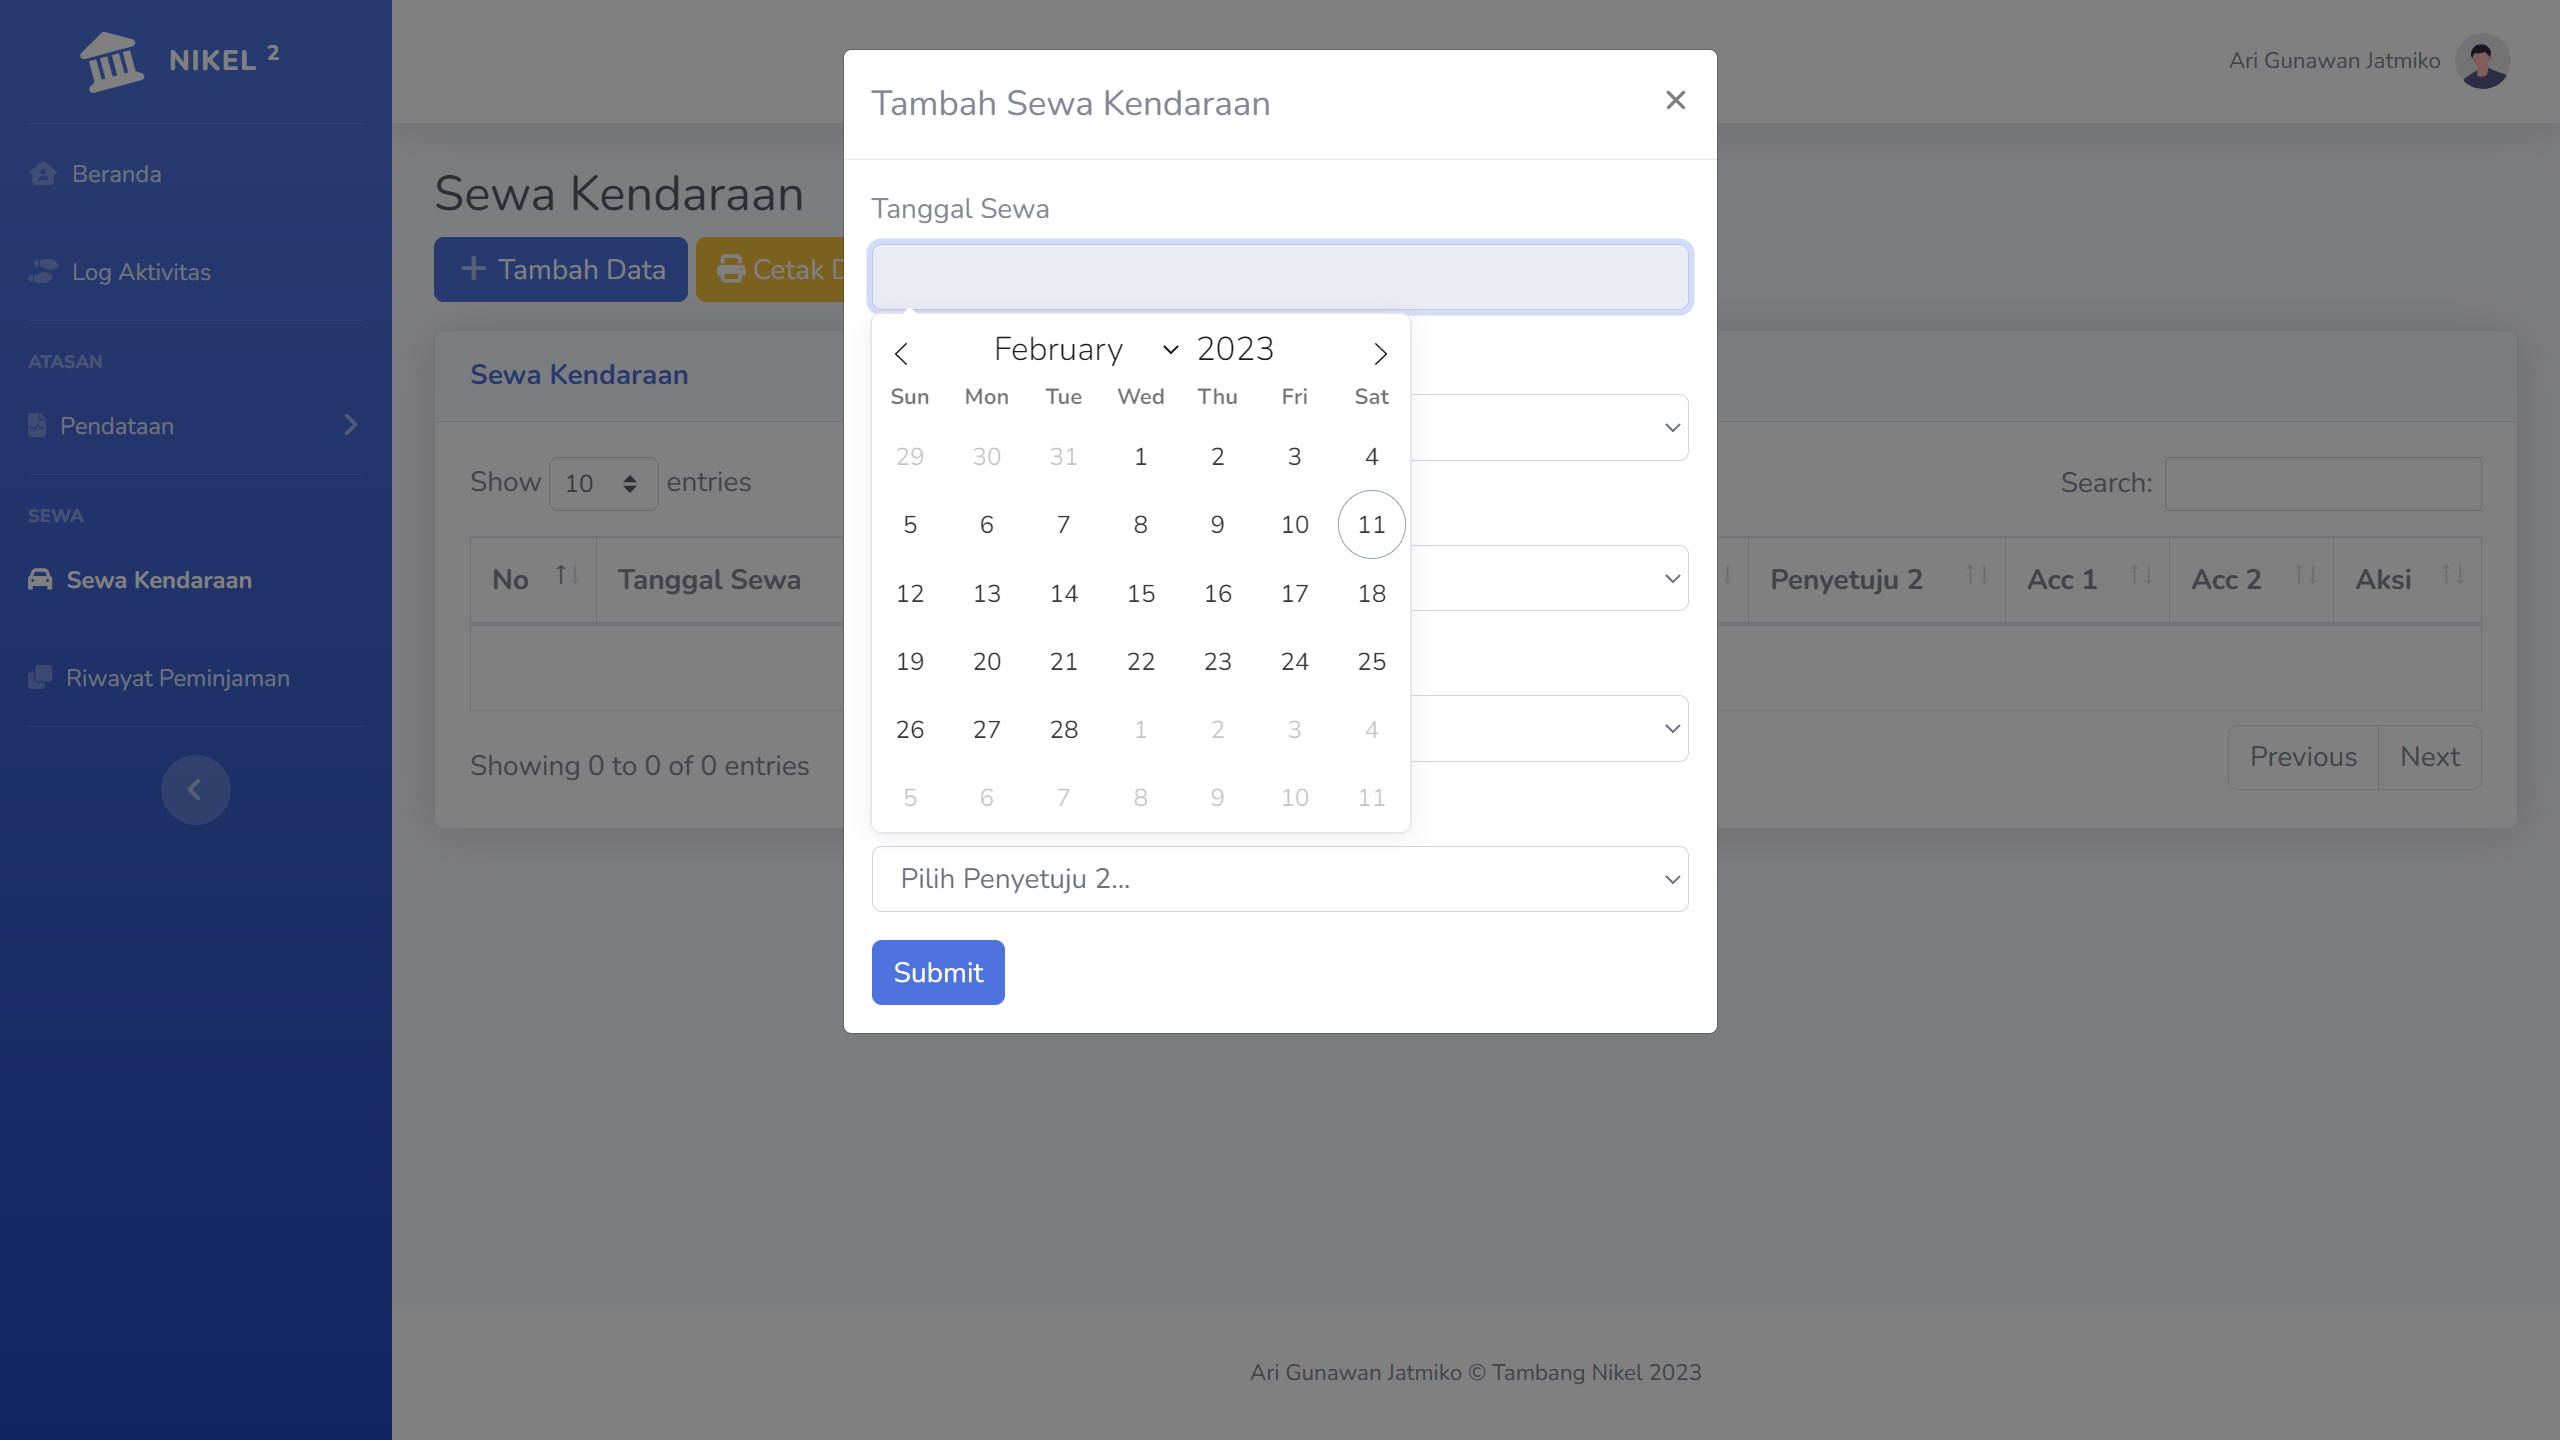 NIKEL 2
Beranda
Log Aktivitas
ATASAN
Pendataan
SEWA
Sewa Kendaraan
Riwayat Peminjaman
Ari Gunawan Jatmiko
Sewa Kendaraan
Tambah Data
Cetak
Sewa Kendaraan
Show 10 entries
Search:
No Tanggal Sewa Penyetuju 2 Acc 1 Acc 2 Aksi
Showing 0 to 0 of 0 entries
Previous Next
Tambah Sewa Kendaraan
Tanggal Sewa
February 2023
Sun Mon Tue Wed Thu Fri Sat
29 30 31 1 2 3 4
5 6 7 8 9 10 11
12 13 14 15 16 17 18
19 20 21 22 23 24 25
26 27 28 1 2 3 4
5 6 7 8 9 10 11
Pilih Penyetuju 2...
Submit
Ari Gunawan Jatmiko © Tambang Nikel 2023